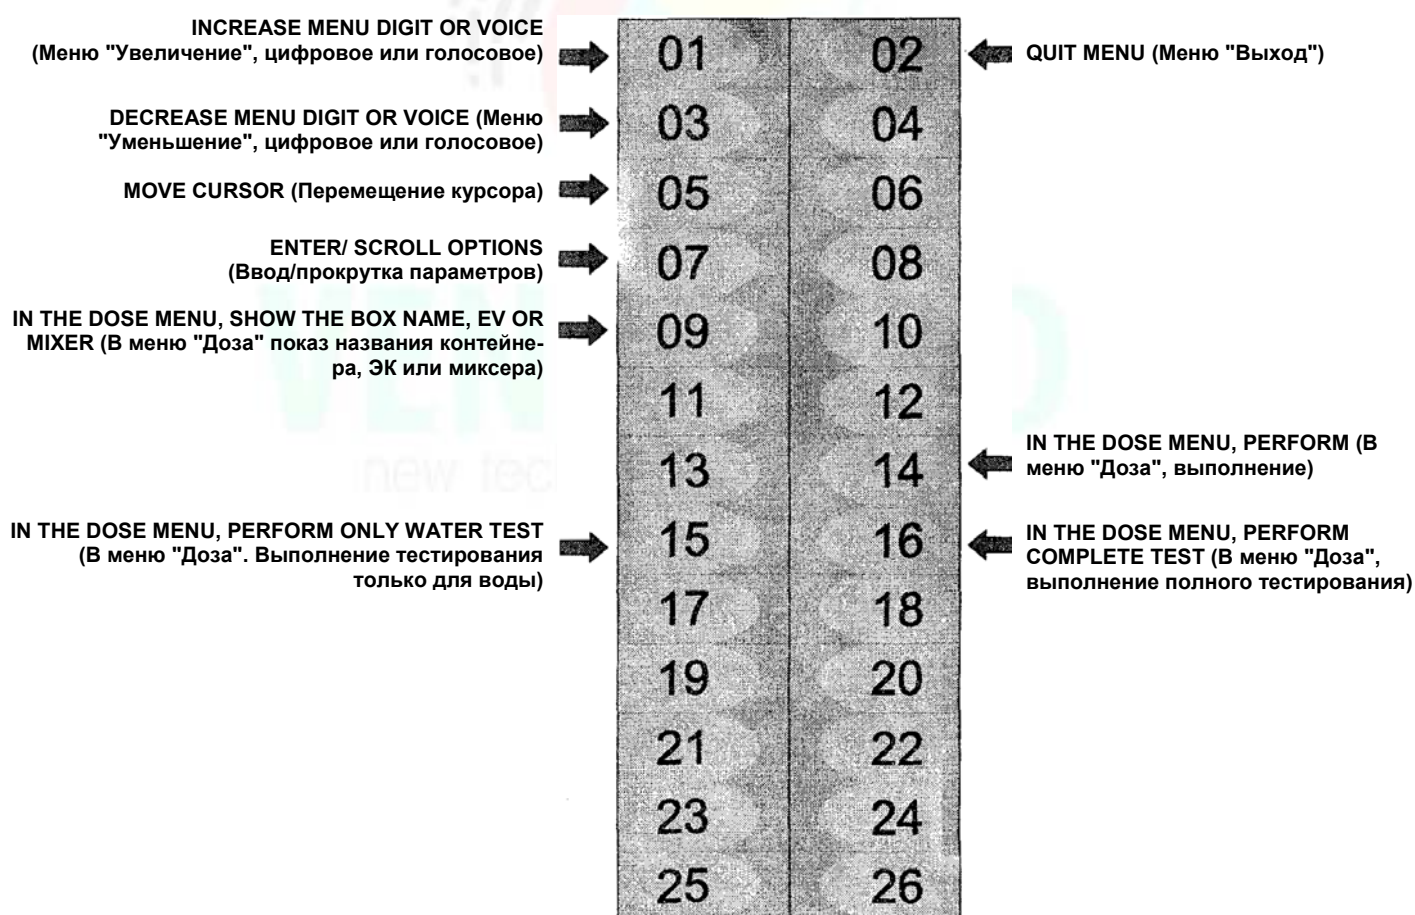 INCREASE MENU DIGIT OR VOICE
(Меню "Увеличение", цифровое или голосовое)
01
02
QUIT MENU (Меню "Выход")
DECREASE MENU DIGIT OR VOICE (Меню
"Уменьшение", цифровое или голосовое)
03
04
MOVE CURSOR (Перемещение курсора)
05
06
ENTER/ SCROLL OPTIONS
(Ввод/прокрутка параметров)
07
08
IN THE DOSE MENU, SHOW THE BOX NAME, EV OR
MIXER (В меню "Доза" показ названия контейне-
ра, ЭК или миксера)
09
10
11
12
13
14
IN THE DOSE MENU, PERFORM (В
меню "Доза", выполнение)
IN THE DOSE MENU, PERFORM ONLY WATER TEST
(В меню "Доза". Выполнение тестирования
только для воды)
15
16
IN THE DOSE MENU, PERFORM
COMPLETE TEST (В меню "Доза",
выполнение полного тестирования)
17
18
19
20
21
22
23
24
25
26
new tec